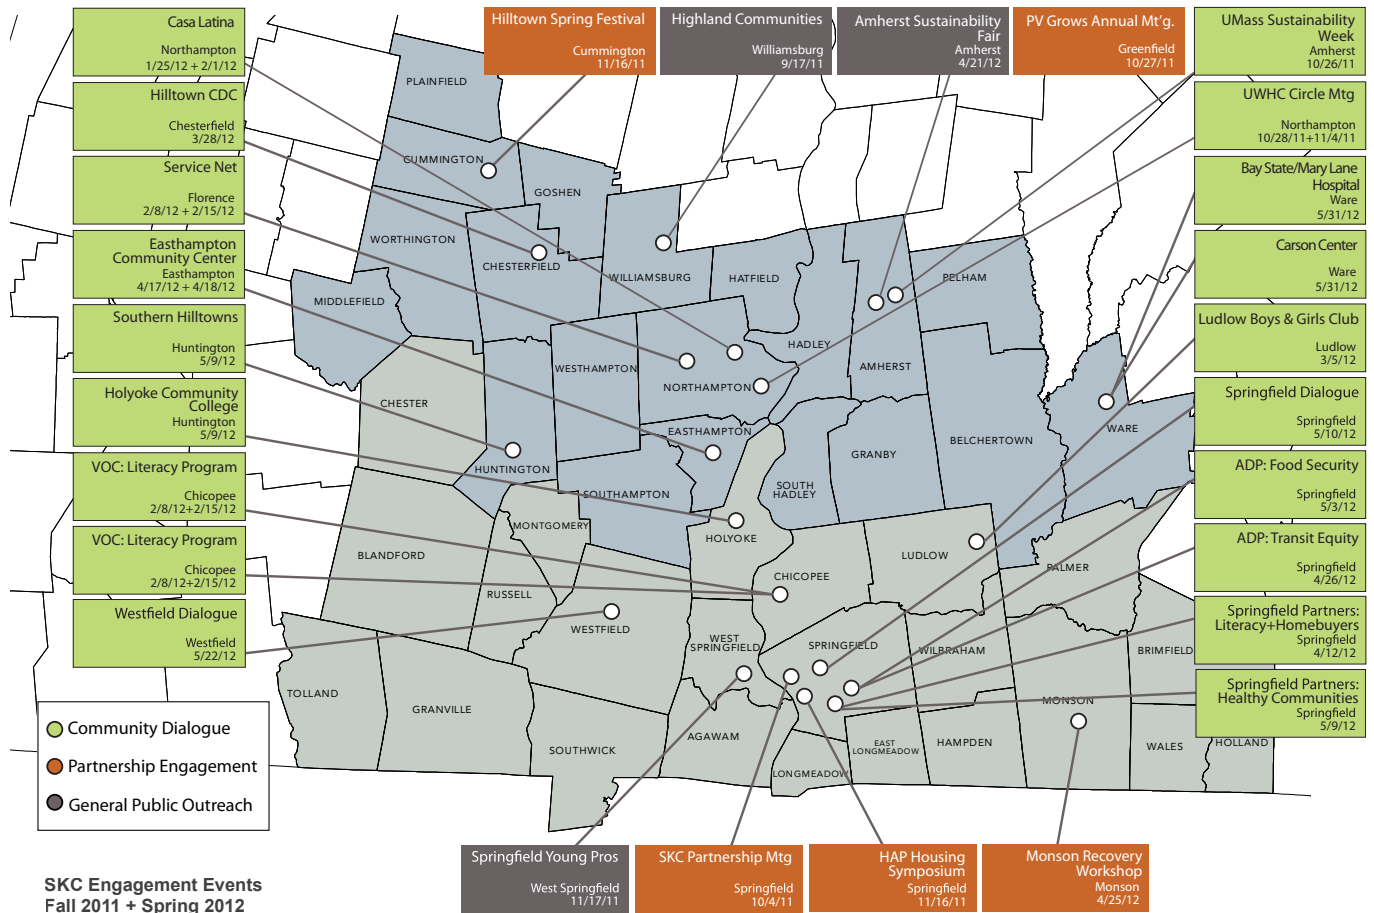 Casa Latina
Northampton
1/25/12 + 2/1/12
Hilltown CDC
Chesterfield
3/28/12
Service Net
Florence
2/8/12 + 2/15/12
Easthampton
Community Center
Easthampton
4/17/12 + 4/18/12
Southern Hilltowns
Huntington
5/9/12
Holyoke Community
College
Huntington
5/9/12
VOC: Literacy Program
Chicopee
2/8/12+2/15/12
VOC: Literacy Program
Chicopee
2/8/12+2/15/12
Westfield Dialogue
Westfield
5/22/12
Hilltown Spring Festival
Cummington
11/16/11
Highland Communities
Williamsburg
9/17/11
Amherst Sustainability
Fair
Amherst
4/21/12
PV Grows Annual Mt'g.
Greenfield
10/27/11
UMass Sustainability
Week
Amherst
10/26/11
UWHC Circle Mtg
Northampton
10/28/11+11/4/11
Bay State/Mary Lane
Hospital
Ware
5/31/12
Carson Center
Ware
5/31/12
Ludlow Boys & Girls Club
Ludlow
3/5/12
Springfield Dialogue
Springfield
5/10/12
ADP: Food Security
Springfield
5/3/12
ADP: Transit Equity
Springfield
4/26/12
Springfield Partners:
Literacy+Homebuyers
Springfield
4/12/12
Springfield Partners:
Healthy Communities
Springfield
5/9/12
PLAINFIELD
CUMMINGTON
GOSHEN
WORTHINGTON
CHESTERFIELD
WILLIAMSBURG
HATFIELD
PELHAM
MIDDLEFIELD
HADLEY
WESTHAMPTON
NORTHAMPTON
AMHERST
CHESTER
EASTHAMPTON
WARE
BELCHERTOWN
GRANBY
HUNTINGTON
SOUTHAMPTON
SOUTH
HADLEY
MONTGOMERY
HOLYOKE
BLANDFORD
LUDLOW
PALMER
CHICOPEE
RUSSELL
WESTFIELD
WEST
SPRINGFIELD
SPRINGFIELD
WILBRAHAM
BRIMFIELD
TOLLAND
GRANVILLE
MONSON
AGAWAM
SOUTHWICK
EAST
LONGMEADOW
HAMPDEN
WALES
HOLLAND
LONGMEADOW
Community Dialogue
Partnership Engagement
General Public Outreach
Springfield Young Pros
West Springfield
11/17/11
SKC Partnership Mtg
Springfield
10/4/11
HAP Housing
Symposium
Springfield
11/16/11
Monson Recovery
Workshop
Monson
4/25/12
SKC Engagement Events
Fall 2011 + Spring 2012